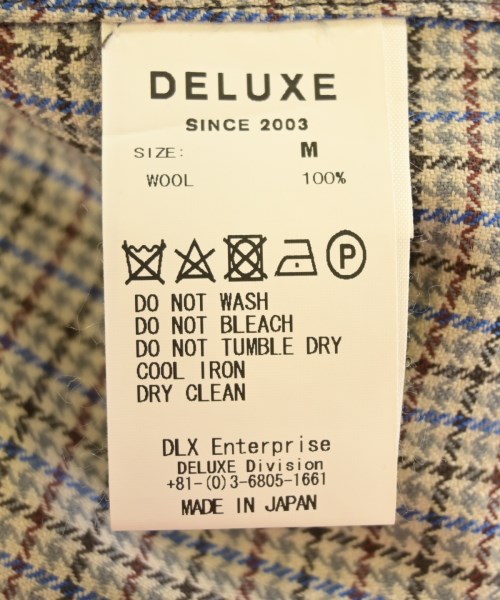 DELUXE
SINCE 2003
SIZE: M
WOOL 100%
P
DO NOT WASH
DO NOT BLEACH
DO NOT TUMBLE DRY
COOL IRON
DRY CLEAN
DLX Enterprise
DELUXE Division
+81-(0)3-6805-1661
MADE IN JAPAN